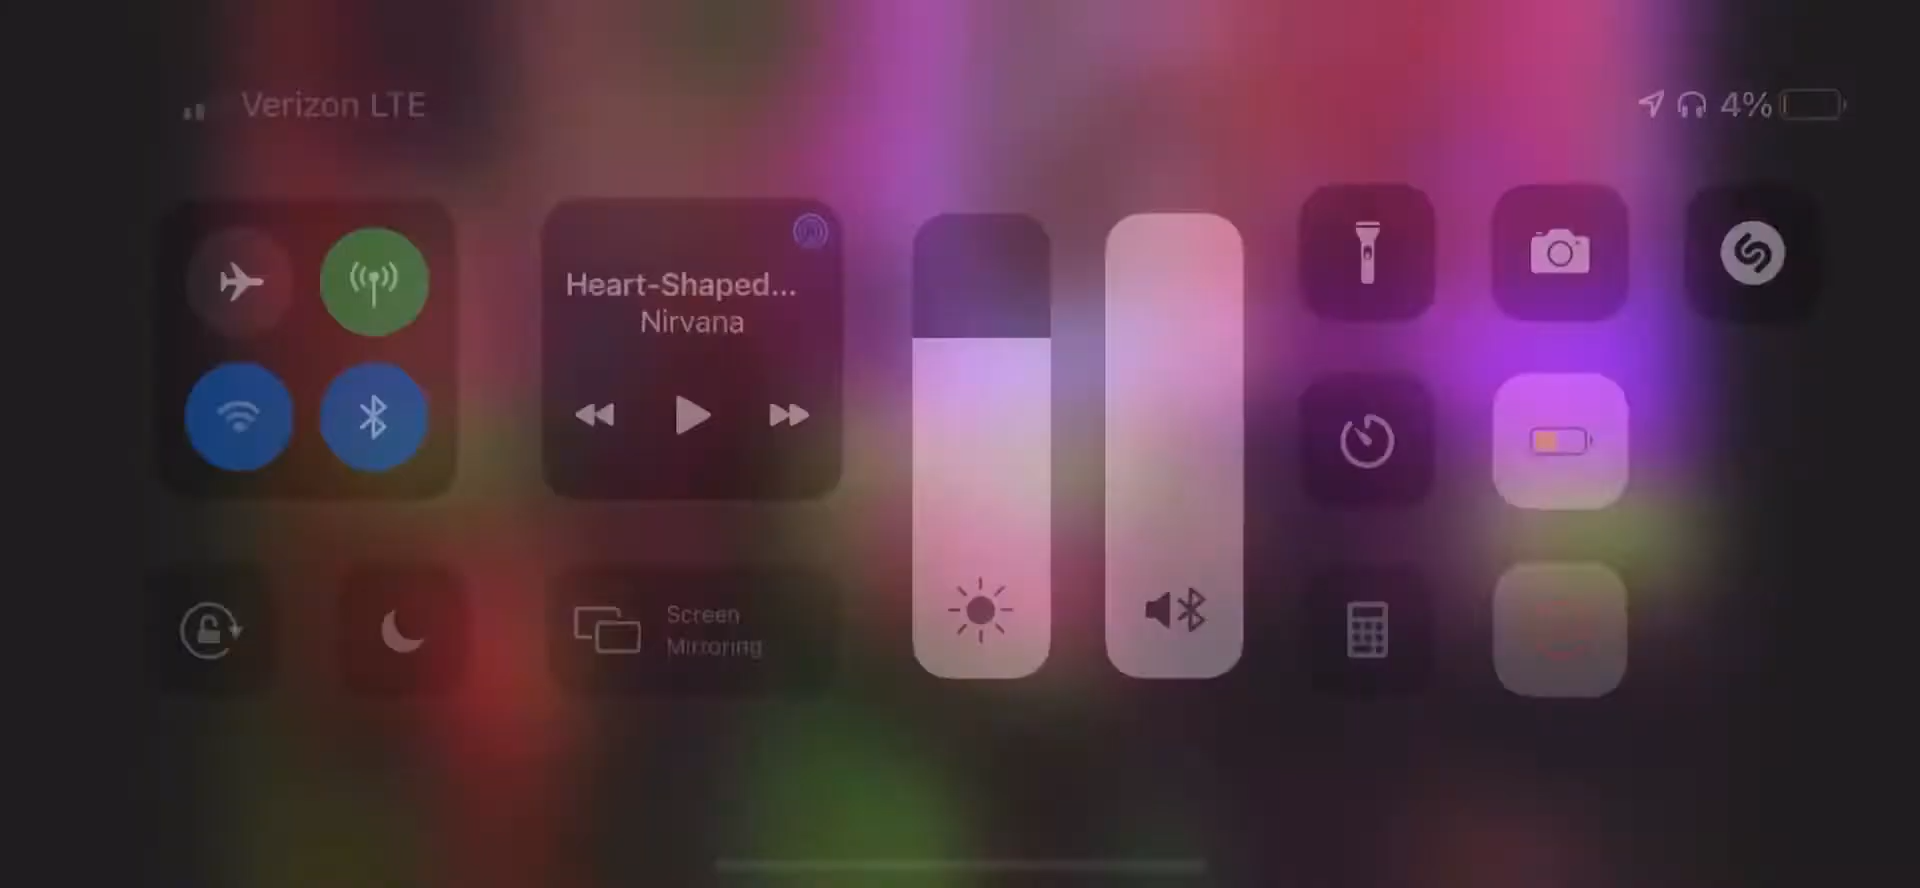 Verizon LTE
4%
Heart-Shaped...
Nirvana
Screen
Mirroring